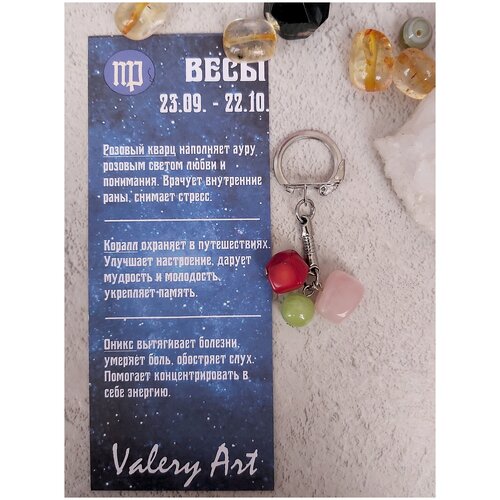 ВЕСЫ
23.09. - 22.10.
Розовый кварц наполняет ауру
розовым светом любви и
понимания. Врачует внутренние
раны, снимает стресс.
Коралл охраняет в путешествиях.
Улучшает настроение, дарует
мудрость и молодость,
укрепляет память.
Оникс вытягивает болезни,
умеряет боль, обостряет слух.
Помогает концентрировать в
себе энергию.
Valery Art